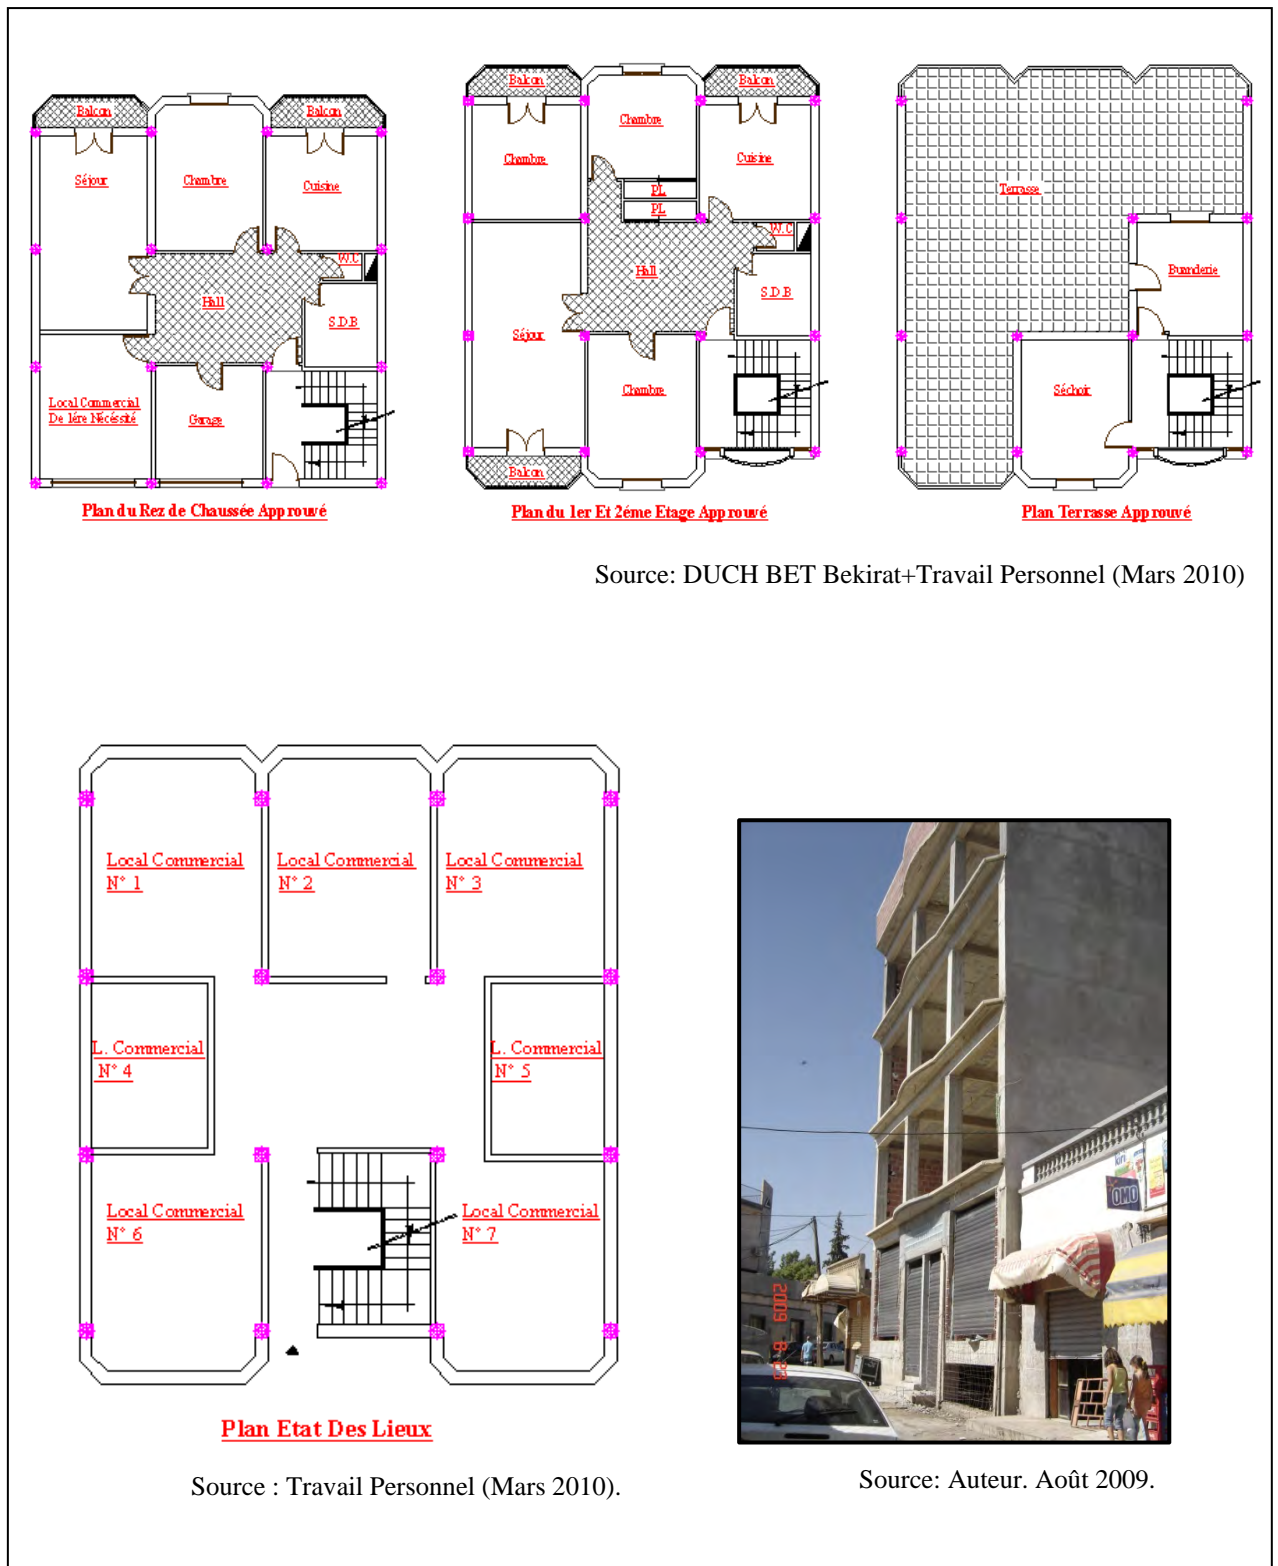 Balcon
Balcon
Séjour
Chambre
Cuisine
W.C
Hall
S.D.B
Local Commercial
De 1ére Nécéssité
Garage
Plan du Rez de Chaussée Approuvé
Balcon
Balcon
Chambre
Chambre
Cuisine
PL
PL
W.C
Hall
S.D.B
Séjour
Chambre
Balcon
Plan du 1er Et 2éme Etage Approuvé
Terrasse
Buanderie
Séchoir
Plan Terrasse Approuvé
Source: DUCH BET Bekirat+Travail Personnel (Mars 2010)
Local Commercial
N° 1
Local Commercial
N° 2
Local Commercial
N° 3
L. Commercial
N° 4
L. Commercial
N° 5
Local Commercial
N° 6
Local Commercial
N° 7
Plan Etat Des Lieux
Source : Travail Personnel (Mars 2010).
kiri
OMO
Source: Auteur. Août 2009.